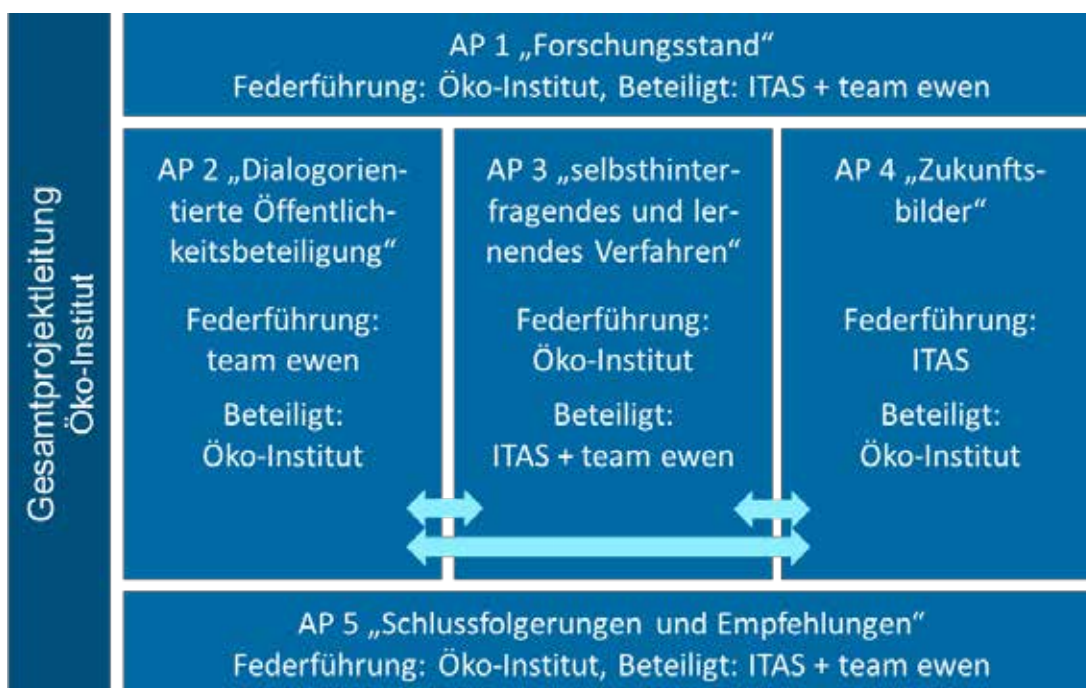 Gesamtprojektleitung
Öko-Institut
AP 1 „Forschungsstand“
Federführung: Öko-Institut, Beteiligt: ITAS + team ewen
AP 2 „Dialogorien-
tierte Öffentlich-
keitsbeteiligung“
Federführung:
team ewen
Beteiligt:
Öko-Institut
AP 3 „selbsthinter-
fragendes und ler-
nendes Verfahren“
Federführung:
Öko-Institut
Beteiligt:
ITAS + team ewen
AP 4 „Zukunfts-
bilder“
Federführung:
ITAS
Beteiligt:
Öko-Institut
AP 5 „Schlussfolgerungen und Empfehlungen“
Federführung: Öko-Institut, Beteiligt: ITAS + team ewen